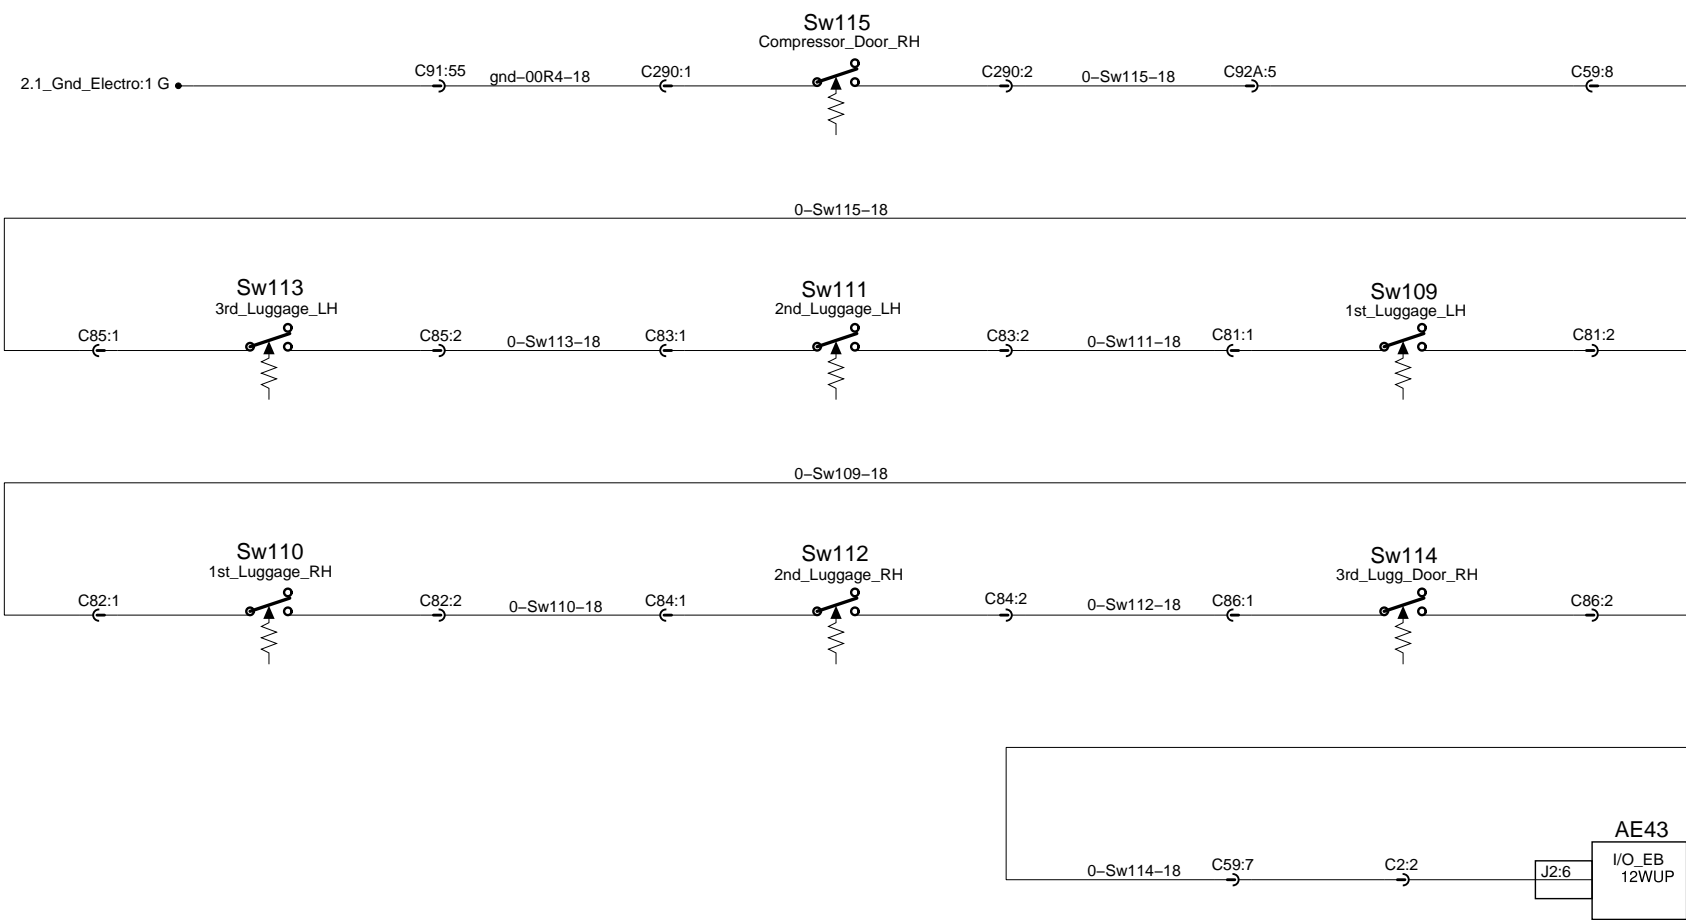 Sw115
Compressor_Door_RH
2.1_Gnd_Electro:1 G
C91:55
gnd–00R4–18
C290:1
C290:2
0–Sw115–18
C92A:5
C59:8
0–Sw115–18
Sw113
3rd_Luggage_LH
Sw111
2nd_Luggage_LH
Sw109
1st_Luggage_LH
C85:1
C85:2
0–Sw113–18
C83:1
C83:2
0–Sw111–18
C81:1
C81:2
0–Sw109–18
Sw110
1st_Luggage_RH
Sw112
2nd_Luggage_RH
Sw114
3rd_Lugg_Door_RH
C82:1
C82:2
0–Sw110–18
C84:1
C84:2
0–Sw112–18
C86:1
C86:2
AE43
I/O_EB
12WUP
0–Sw114–18
C59:7
C2:2
J2:6